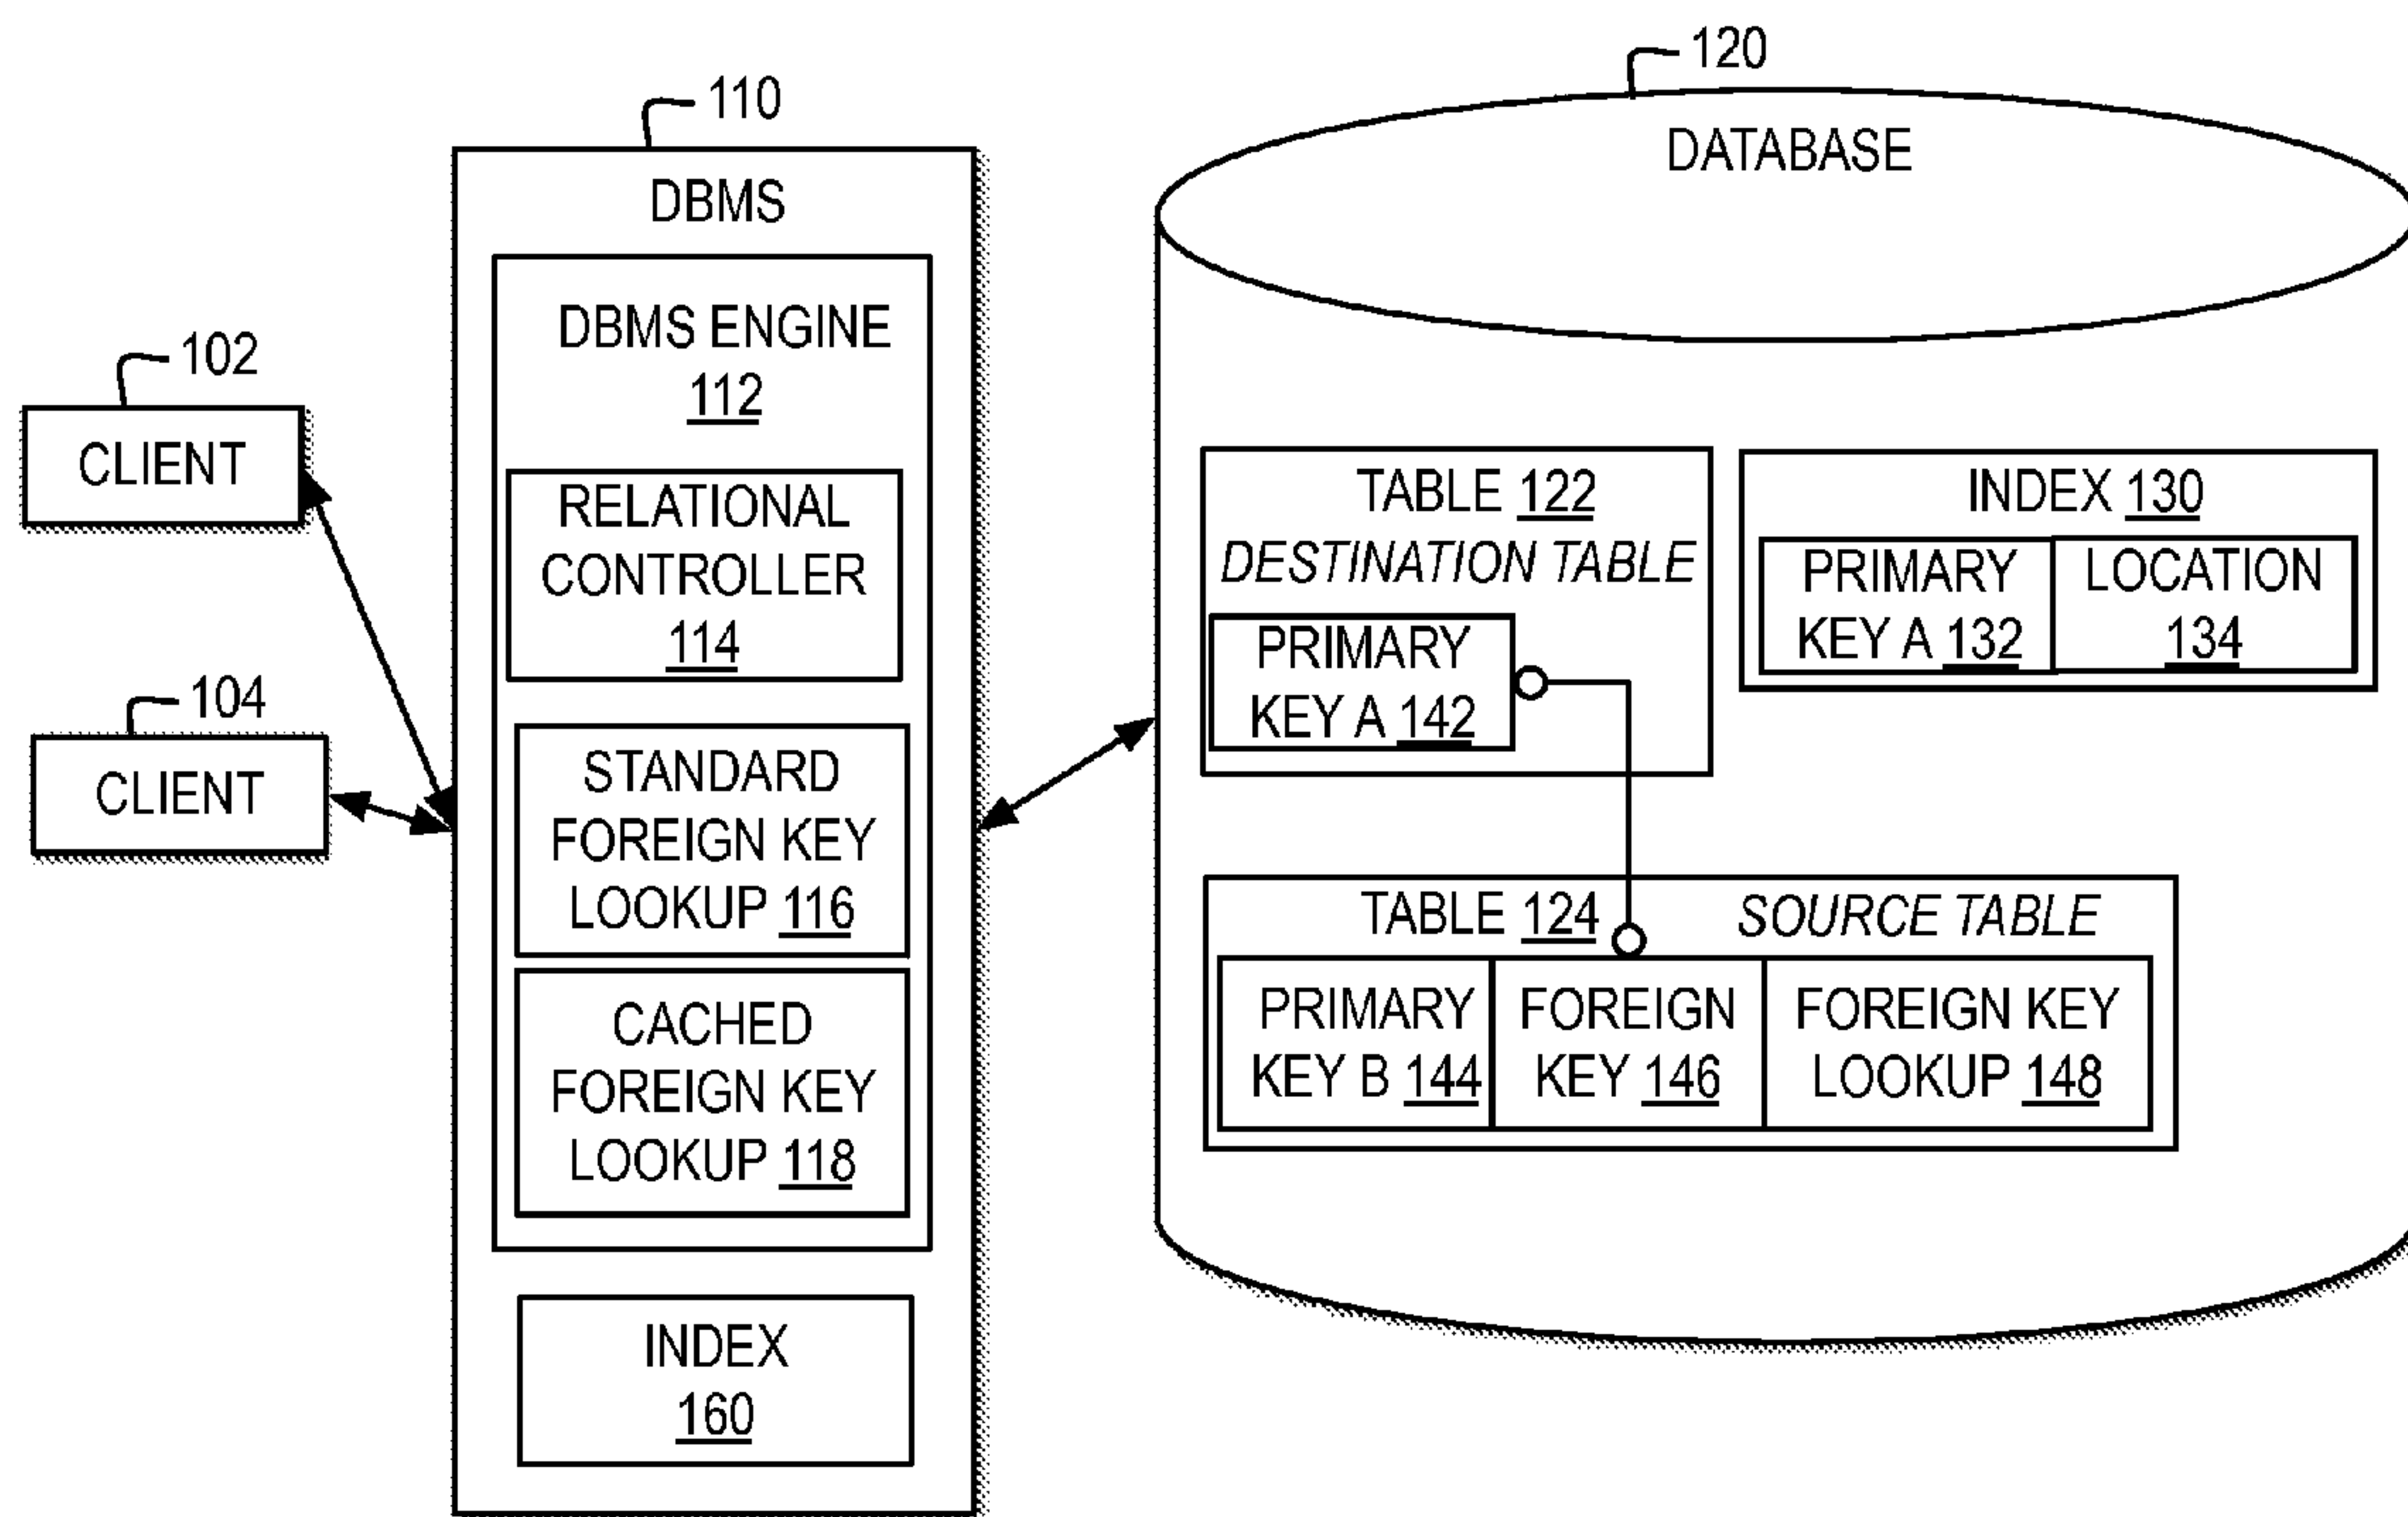 120
DATABASE
110
DBMS
DBMS ENGINE
112
RELATIONAL
CONTROLLER
114
STANDARD
FOREIGN KEY
LOOKUP 116
CACHED
FOREIGN KEY
LOOKUP 118
INDEX
160
102
CLIENT
104
CLIENT
TABLE 122
DESTINATION TABLE
PRIMARY
KEY A 142
INDEX 130
PRIMARY
KEY A 132
LOCATION
134
TABLE 124
SOURCE TABLE
PRIMARY
KEY B 144
FOREIGN
KEY 146
FOREIGN KEY
LOOKUP 148